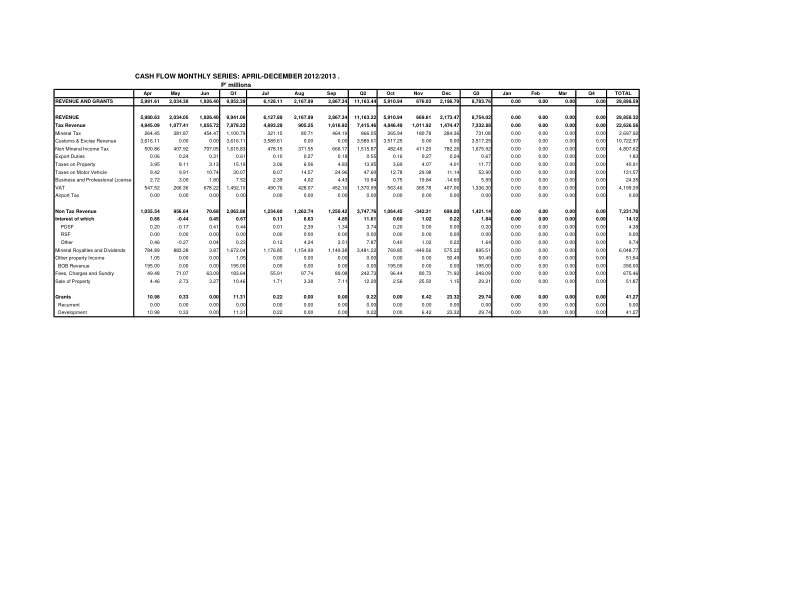 CASH FLOW MONTHLY SERIES: APRIL-DECEMBER 2012/2013 .
P' millions
Apr May Jun Q1 Jul Aug Sep Q2 Oct Nov Dec Q3 Jan Feb Mar Q4 TOTAL
REVENUE AND GRANTS 5,891.61 2,034.38 1,926.40 9,952.39 6,128.11 2,167.99 2,867.34 11,163.44 5,910.94 676.03 2,196.79 8,783.76 0.00 0.00 0.00 0.00 29,899.59
REVENUE 5,880.63 2,034.05 1,926.40 9,941.08 6,127.89 2,167.99 2,867.34 11,163.22 5,910.94 669.61 2,173.47 8,754.02 0.00 0.00 0.00 0.00 29,858.32
Tax Revenue 4,945.09 1,077.41 1,855.72 7,878.22 4,893.29 905.25 1,616.92 7,415.46 4,846.49 1,011.92 1,474.47 7,332.88 0.00 0.00 0.00 0.00 22,626.56
Mineral Tax 264.45 381.87 454.47 1,100.79 321.15 80.71 464.19 866.05 265.94 180.78 284.36 731.08 0.00 0.00 0.00 0.00 2,697.92
Customs & Excise Revenue 3,616.11 0.00 0.00 3,616.11 3,589.61 0.00 0.00 3,589.61 3,517.25 0.00 0.00 3,517.25 0.00 0.00 0.00 0.00 10,722.97
Non Mineral Income Tax 500.86 407.92 707.05 1,615.83 478.15 371.55 666.17 1,515.87 482.46 411.20 782.26 1,675.92 0.00 0.00 0.00 0.00 4,807.62
Export Duties 0.06 0.24 0.31 0.61 0.10 0.27 0.18 0.55 0.16 0.27 0.24 0.67 0.00 0.00 0.00 0.00 1.83
Taxes on Property 3.95 8.11 3.13 15.19 3.06 6.06 4.83 13.95 3.69 4.07 4.01 11.77 0.00 0.00 0.00 0.00 40.91
Taxes on Motor Vehicle 9.42 9.91 10.74 30.07 8.07 14.57 24.96 47.60 12.78 29.98 11.14 53.90 0.00 0.00 0.00 0.00 131.57
Business and Professional License 2.72 3.00 1.80 7.52 2.39 4.02 4.43 10.84 0.75 19.84 -14.60 5.99 0.00 0.00 0.00 0.00 24.35
VAT 547.52 266.36 678.22 1,492.10 490.76 428.07 452.16 1,370.99 563.46 365.78 407.06 1,336.30 0.00 0.00 0.00 0.00 4,199.39
Airport Tax 0.00 0.00 0.00 0.00 0.00 0.00 0.00 0.00 0.00 0.00 0.00 0.00 0.00 0.00 0.00 0.00 0.00
Non Tax Revenue 1,035.54 956.64 70.68 2,062.86 1,234.60 1,262.74 1,250.42 3,747.76 1,064.45 -342.31 699.00 1,421.14 0.00 0.00 0.00 0.00 7,231.76
Interest of which 0.66 -0.44 0.45 0.67 0.13 6.63 4.85 11.61 0.60 1.02 0.22 1.84 0.00 0.00 0.00 0.00 14.12
PDSF 0.20 -0.17 0.41 0.44 0.01 2.39 1.34 3.74 0.20 0.00 0.00 0.20 0.00 0.00 0.00 0.00 4.38
RSF 0.00 0.00 0.00 0.00 0.00 0.00 0.00 0.00 0.00 0.00 0.00 0.00 0.00 0.00 0.00 0.00 0.00
Other 0.46 -0.27 0.04 0.23 0.12 4.24 3.51 7.87 0.40 1.02 0.22 1.64 0.00 0.00 0.00 0.00 9.74
Mineral Royalties and Dividends 784.89 883.28 3.87 1,672.04 1,176.85 1,154.99 1,149.38 3,481.22 769.85 -449.56 575.22 895.51 0.00 0.00 0.00 0.00 6,048.77
Other property Income 1.05 0.00 0.00 1.05 0.00 0.00 0.00 0.00 0.00 0.00 50.49 50.49 0.00 0.00 0.00 0.00 51.54
BOB Revenue 195.00 0.00 0.00 195.00 0.00 0.00 0.00 0.00 195.00 0.00 0.00 195.00 0.00 0.00 0.00 0.00 390.00
Fees, Charges and Sundry 49.48 71.07 63.09 183.64 55.91 97.74 89.08 242.73 96.44 80.73 71.92 249.09 0.00 0.00 0.00 0.00 675.46
Sale of Property 4.46 2.73 3.27 10.46 1.71 3.38 7.11 12.20 2.56 25.50 1.15 29.21 0.00 0.00 0.00 0.00 51.87
Grants 10.98 0.33 0.00 11.31 0.22 0.00 0.00 0.22 0.00 6.42 23.32 29.74 0.00 0.00 0.00 0.00 41.27
Recurrent 0.00 0.00 0.00 0.00 0.00 0.00 0.00 0.00 0.00 0.00 0.00 0.00 0.00 0.00 0.00 0.00 0.00
Development 10.98 0.33 0.00 11.31 0.22 0.00 0.00 0.22 0.00 6.42 23.32 29.74 0.00 0.00 0.00 0.00 41.27